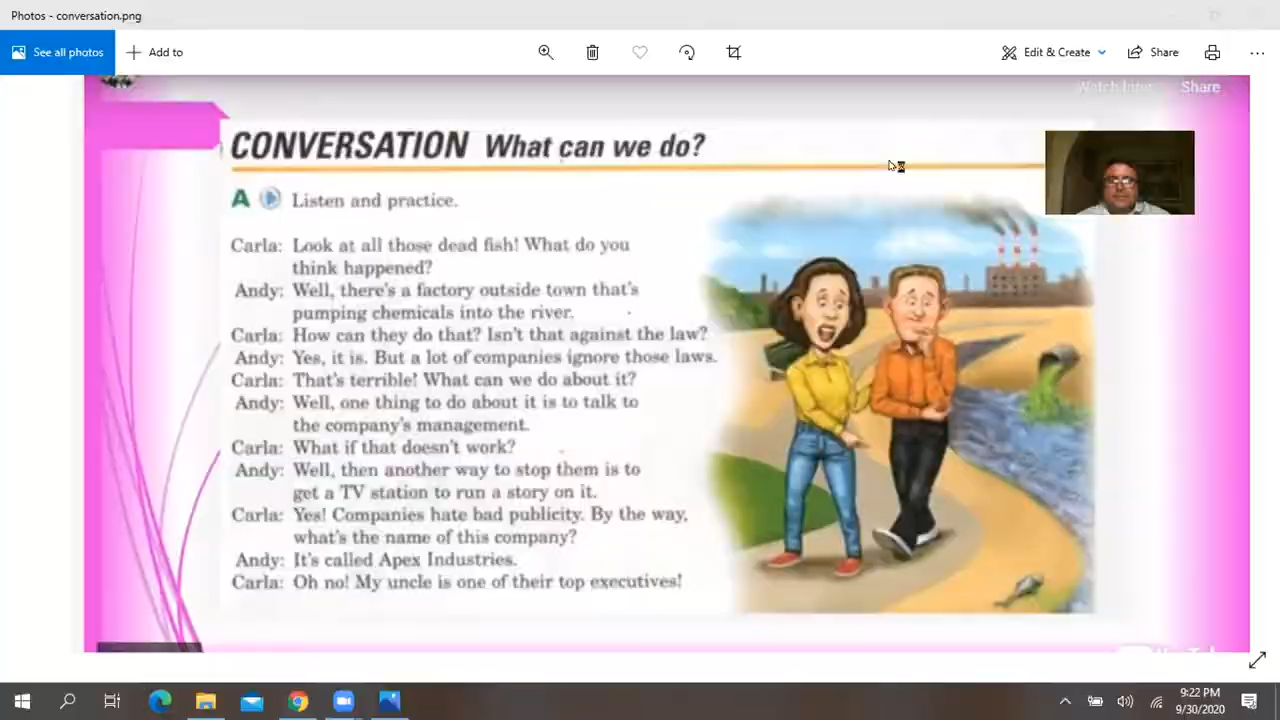 Photos - conversation.png
See all photos
Add to
Edit & Create
Share
Watch later
Share
CONVERSATION What can we do?
A Listen and practice.
Carla: Look at all those dead fish! What do you
think happened?
Andy: Well, there's a factory outside town that's
pumping chemicals into the river.
Carla: How can they do that? Isn't that against the law?
Andy: Yes, it is. But a lot of companies ignore those laws.
Carla: That's terrible! What can we do about it?
Andy: Well, one thing to do about it is to talk to
the company's management.
Carla: What if that doesn't work?
Andy: Well, then another way to stop them is to
get a TV station to run a story on it.
Carla: Yes! Companies hate bad publicity. By the way,
what's the name of this company?
Andy: It's called Apex Industries.
Carla: Oh no! My uncle is one of their top executives!
9:22 PM
9/30/2020